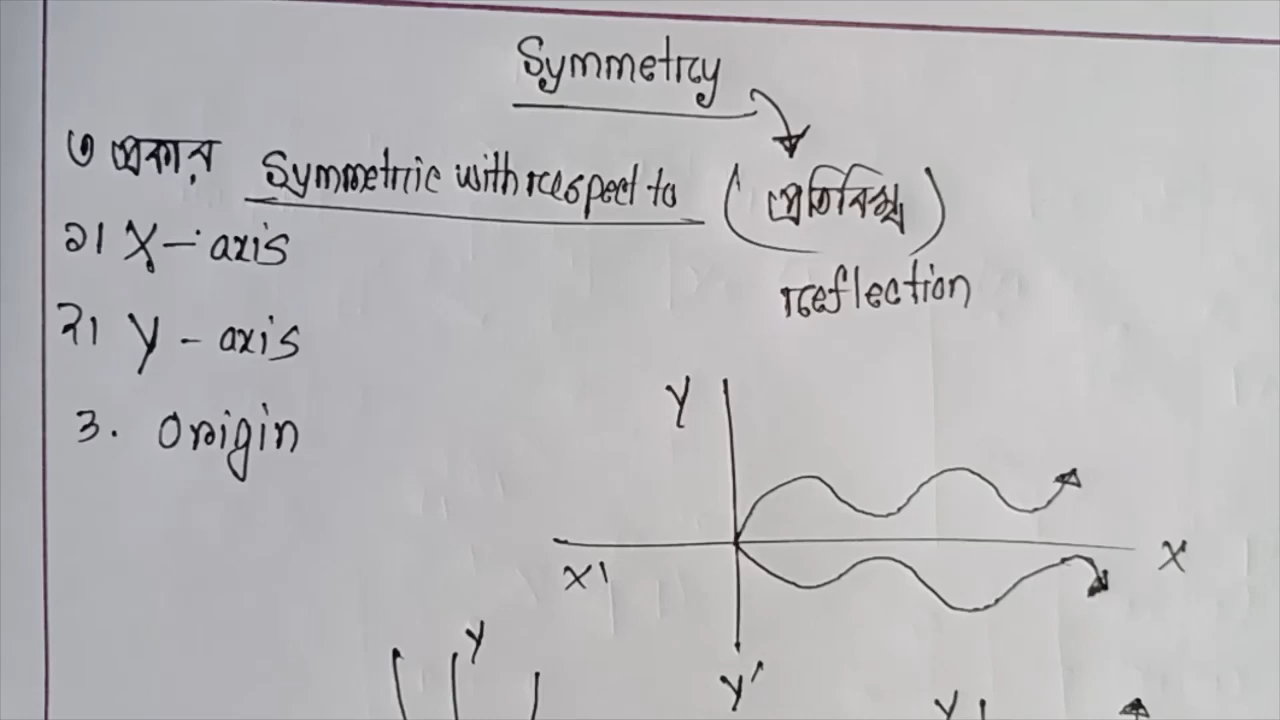 Symmetry
৩ প্রকার Symmetric with respect to (প্রতিবিম্ব)
reflection
১। X - axis
২। Y - axis
3. Origin
Y
X' X
Y'
Y
Y